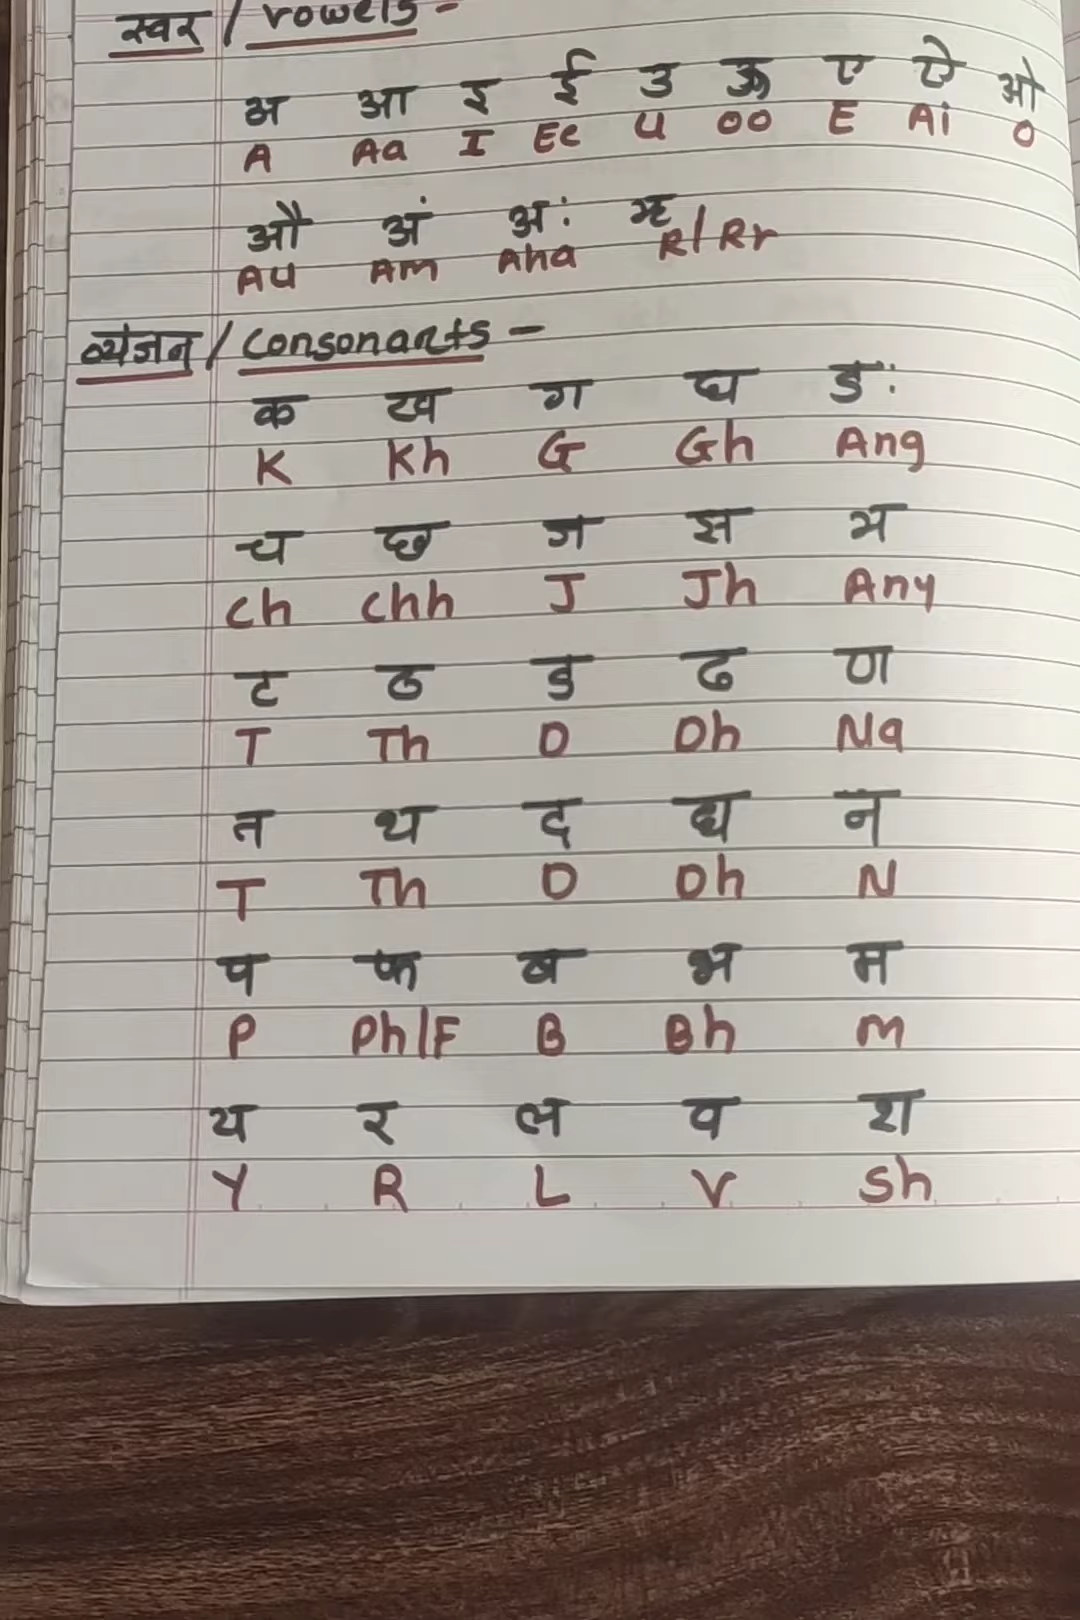 स्वर / vowels -
अ आ इ ई उ ऊ ए ऐ ओ
A Aa I Ee U oo E Ai O
औ अं अः ऋ
Au Am Aha R/Rr
व्यंजन / consonants -
क ख ग घ ङः
K Kh G Gh Ang
च छ ज झ ञ
Ch Chh J Jh Any
ट ठ ड ढ ण
T Th D Dh Na
त थ द ध न
T Th D Dh N
प फ ब भ म
P Ph/F B Bh M
य र ल व श
Y R L V Sh